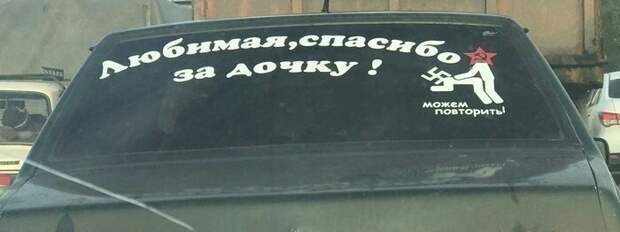 Любимая, спасибо
за дочку !
можем
повторить!